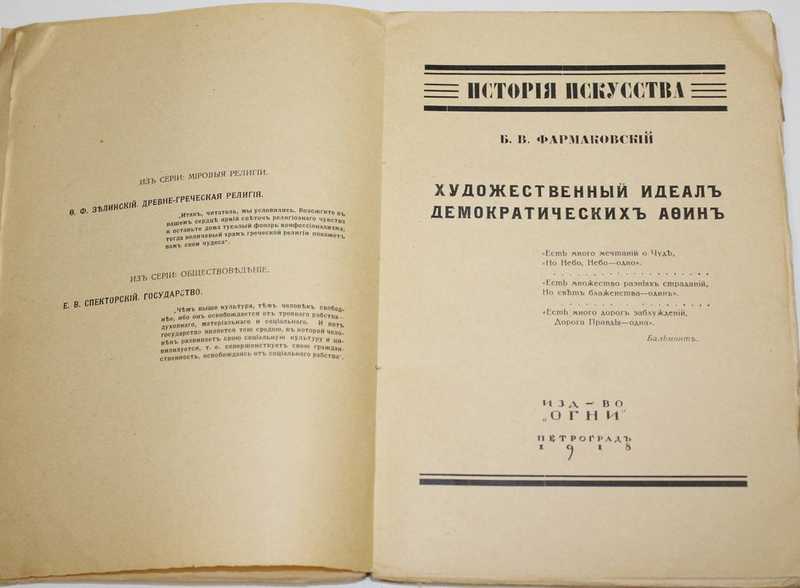 ИЗЪ СЕРІИ: МІРОВЫЯ РЕЛИГІИ.
Ѳ. Ф. ЗѢЛИНСКІЙ. ДРЕВНЕ-ГРЕЧЕСКАЯ РЕЛИГІЯ.
„Итакъ, читатель, мы условились. Возожгите въ
вашемъ сердцѣ яркій свѣточъ религіознаго чувства
и оставьте дома тусклый фонарь конфессіонализма;
тогда величавый храмъ греческой религіи покажетъ
вамъ свои чудеса".
ИЗЪ СЕРІИ: ОБЩЕСТВОВѢДѢНІЕ.
Е. В. СПЕКТОРСКІЙ. ГОСУДАРСТВО.
„Чѣмъ выше культура, тѣмъ человѣкъ свобод-
нѣе, ибо онъ освобождается отъ троякаго рабства—
духовнаго, матеріальнаго и соціальнаго. И вотъ
государство является тою средою, въ которой чело-
вѣкъ развиваетъ свою соціальную культуру и ци-
вилизуется, т. е. совершенствуетъ свою граждан-
ственность, освобождаясь отъ соціальнаго рабства".
ИСТОРІЯ ИСКУССТВА
Б. В. ФАРМАКОВСКІЙ
ХУДОЖЕСТВЕННЫЙ ИДЕАЛЪ
ДЕМОКРАТИЧЕСКИХЪ АѲИНЪ
«Есть много мечтаній о Чудѣ,
«Но Небо, Небо—одно».
«Есть множество разныхъ страданій,
Но свѣтъ блаженства—одинъ».
«Есть много дорогъ заблужденій,
Дорога Правдія—одна».
Бальмонтъ.
ИЗД-ВО
„ОГНИ"
ПЕТРОГРАДЪ
1918